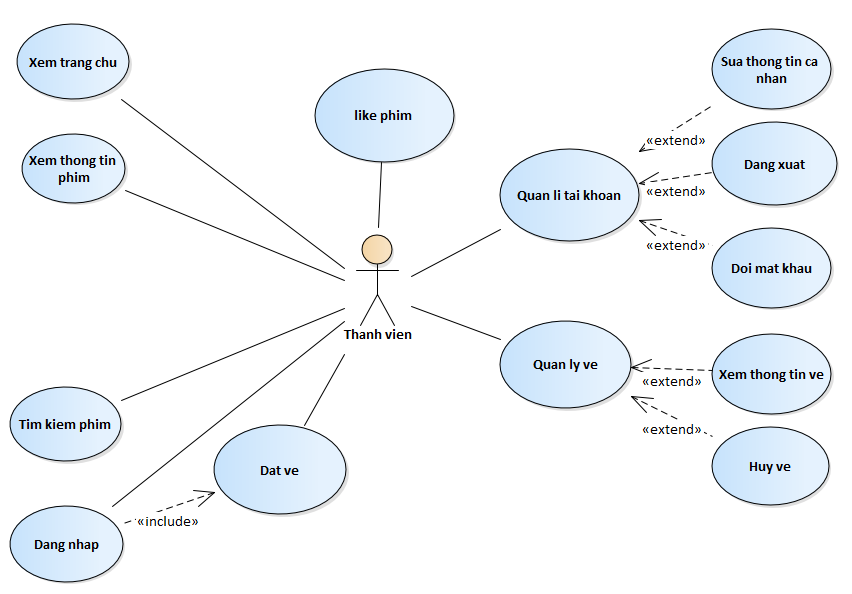 Xem trang chu
Xem thong tin
phim
like phim
Sua thong tin ca
nhan
«extend»
Dang xuat
«extend»
Quan li tai khoan
«extend»
Doi mat khau
Thanh vien
Quan ly ve
Xem thong tin ve
«extend»
«extend»
Huy ve
Tim kiem phim
Dat ve
«include»
Dang nhap